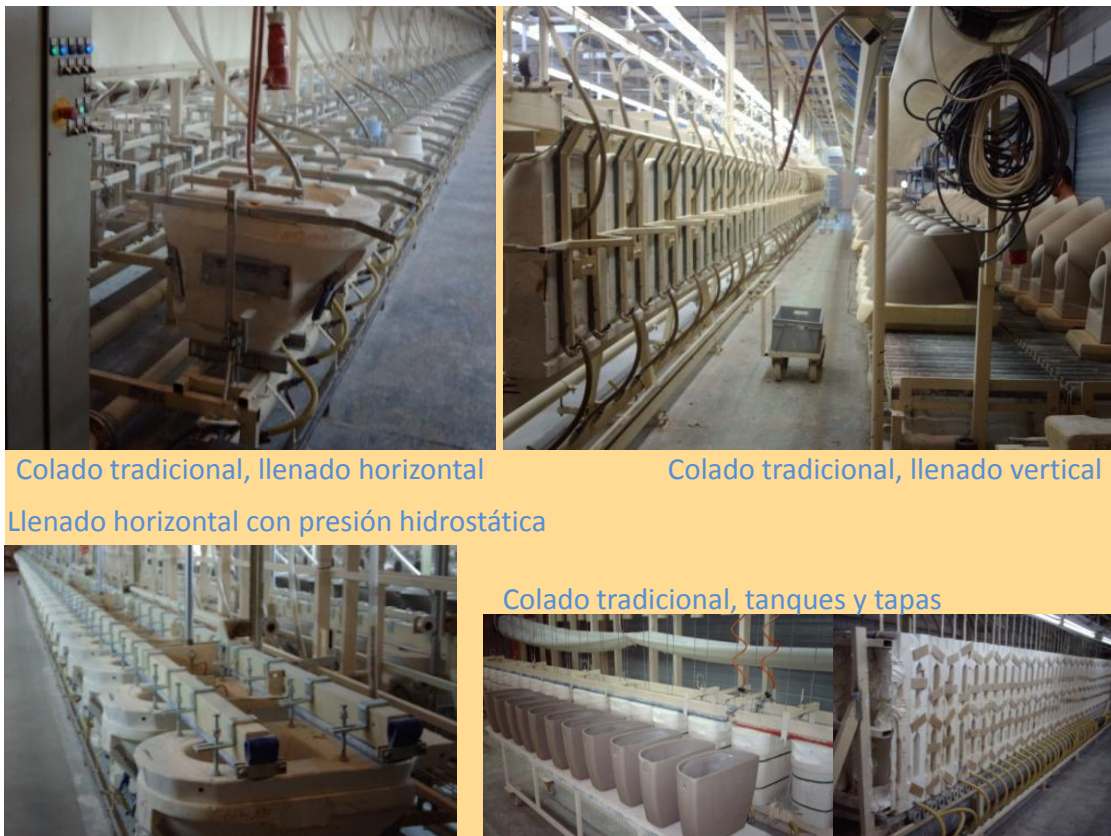 Colado tradicional, llenado horizontal
Colado tradicional, llenado vertical
Llenado horizontal con presión hidrostática
Colado tradicional, tanques y tapas